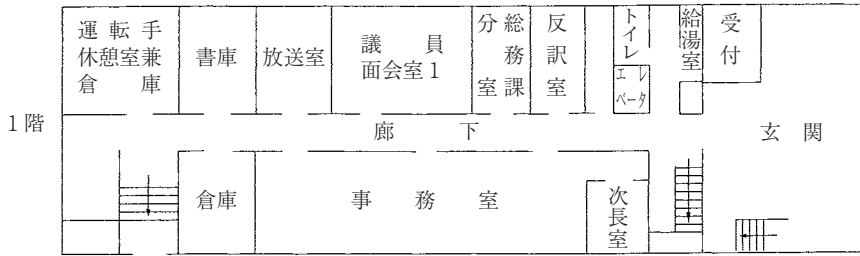 運転手
休憩室兼
倉庫
書庫
放送室
議員
面会室1
総務課
分室
反訳室
トイレ
エレ
ベータ
給湯室
受付
1階
廊下
玄関
倉庫
事務室
次長室